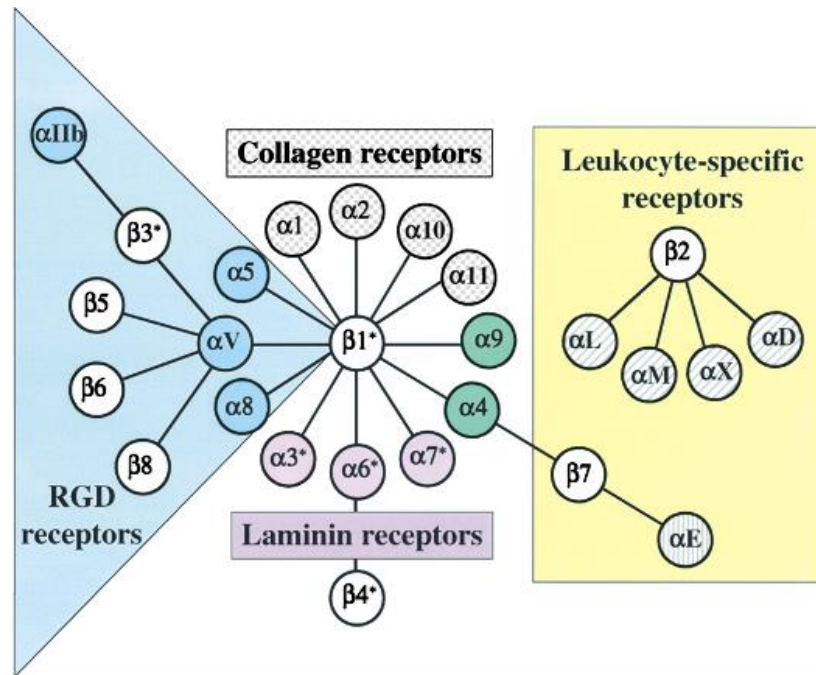 αIIb
β3*
β5
αV
β6
β8
RGD
receptors
Collagen receptors
α1
α2
α10
α11
α5
β1*
α9
α8
α4
α3*
α6*
α7*
Laminin receptors
β4*
Leukocyte-specific
receptors
β2
αL
αM
αX
αD
β7
αE